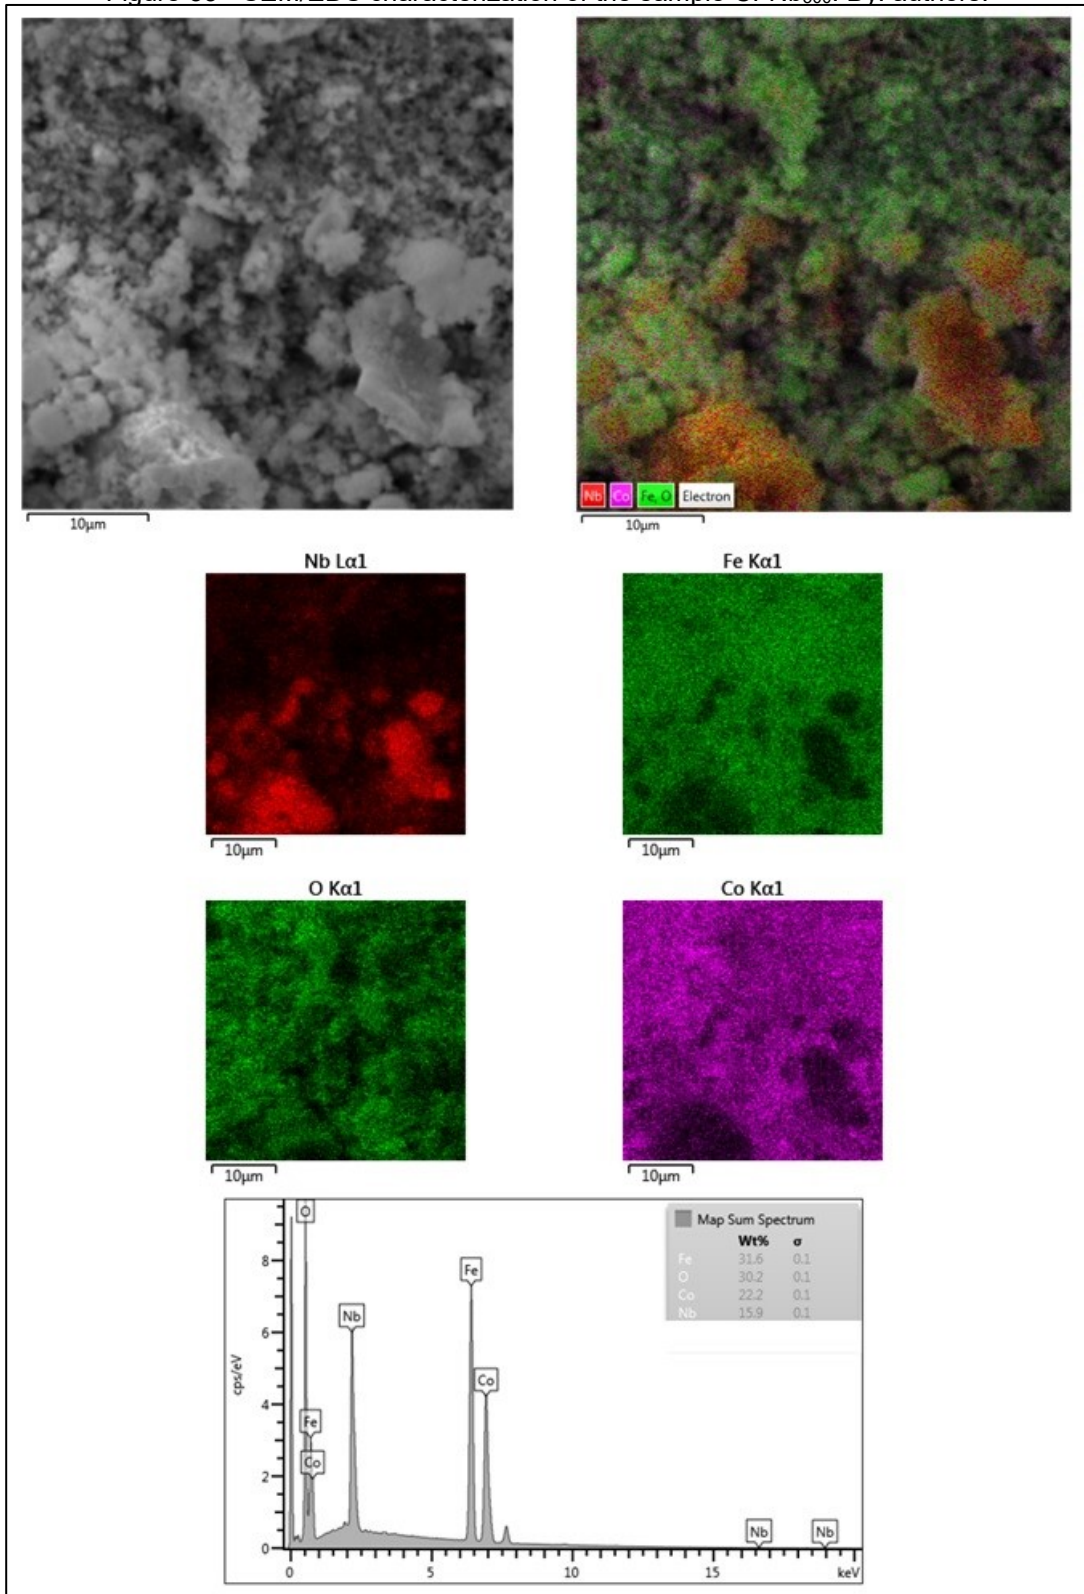 10µm
Nb Co Fe, O Electron
10µm
Nb Lα1
Fe Kα1
10µm
10µm
O Kα1
Co Kα1
10µm
10µm
Map Sum Spectrum
Wt% σ
Fe 31.6 0.1
O 30.2 0.1
Co 22.2 0.1
Nb 15.9 0.1
O
Fe
Nb
Co
Fe
Co
Nb
Nb
cps/eV
8
6
4
2
0
0 5 10 15 keV